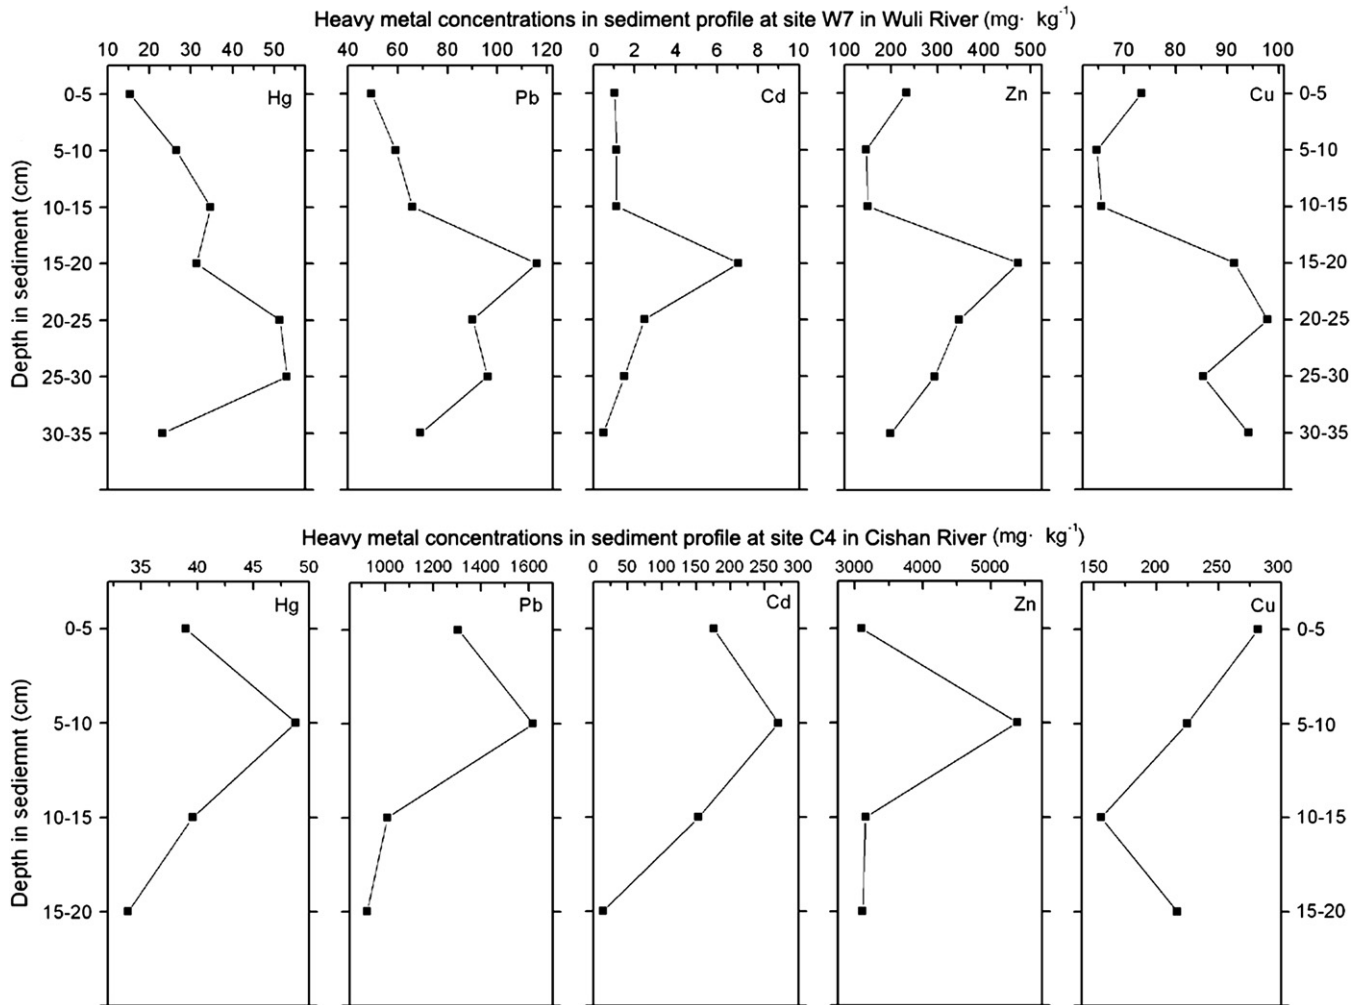 Heavy metal concentrations in sediment profile at site W7 in Wuli River (mg· kg-1)
10 20 30 40 50
40 60 80 100 120
0 2 4 6 8 10
100 200 300 400 500
70 80 90 100
Hg Pb Cd Zn Cu
Depth in sediment (cm)
0-5 0-5
5-10 5-10
10-15 10-15
15-20 15-20
20-25 20-25
25-30 25-30
30-35 30-35
Heavy metal concentrations in sediment profile at site C4 in Cishan River (mg· kg-1)
35 40 45 50
1000 1200 1400 1600
0 50 100 150 200 250 300
3000 4000 5000
150 200 250 300
Hg Pb Cd Zn Cu
Depth in sediemnt (cm)
0-5 0-5
5-10 5-10
10-15 10-15
15-20 15-20